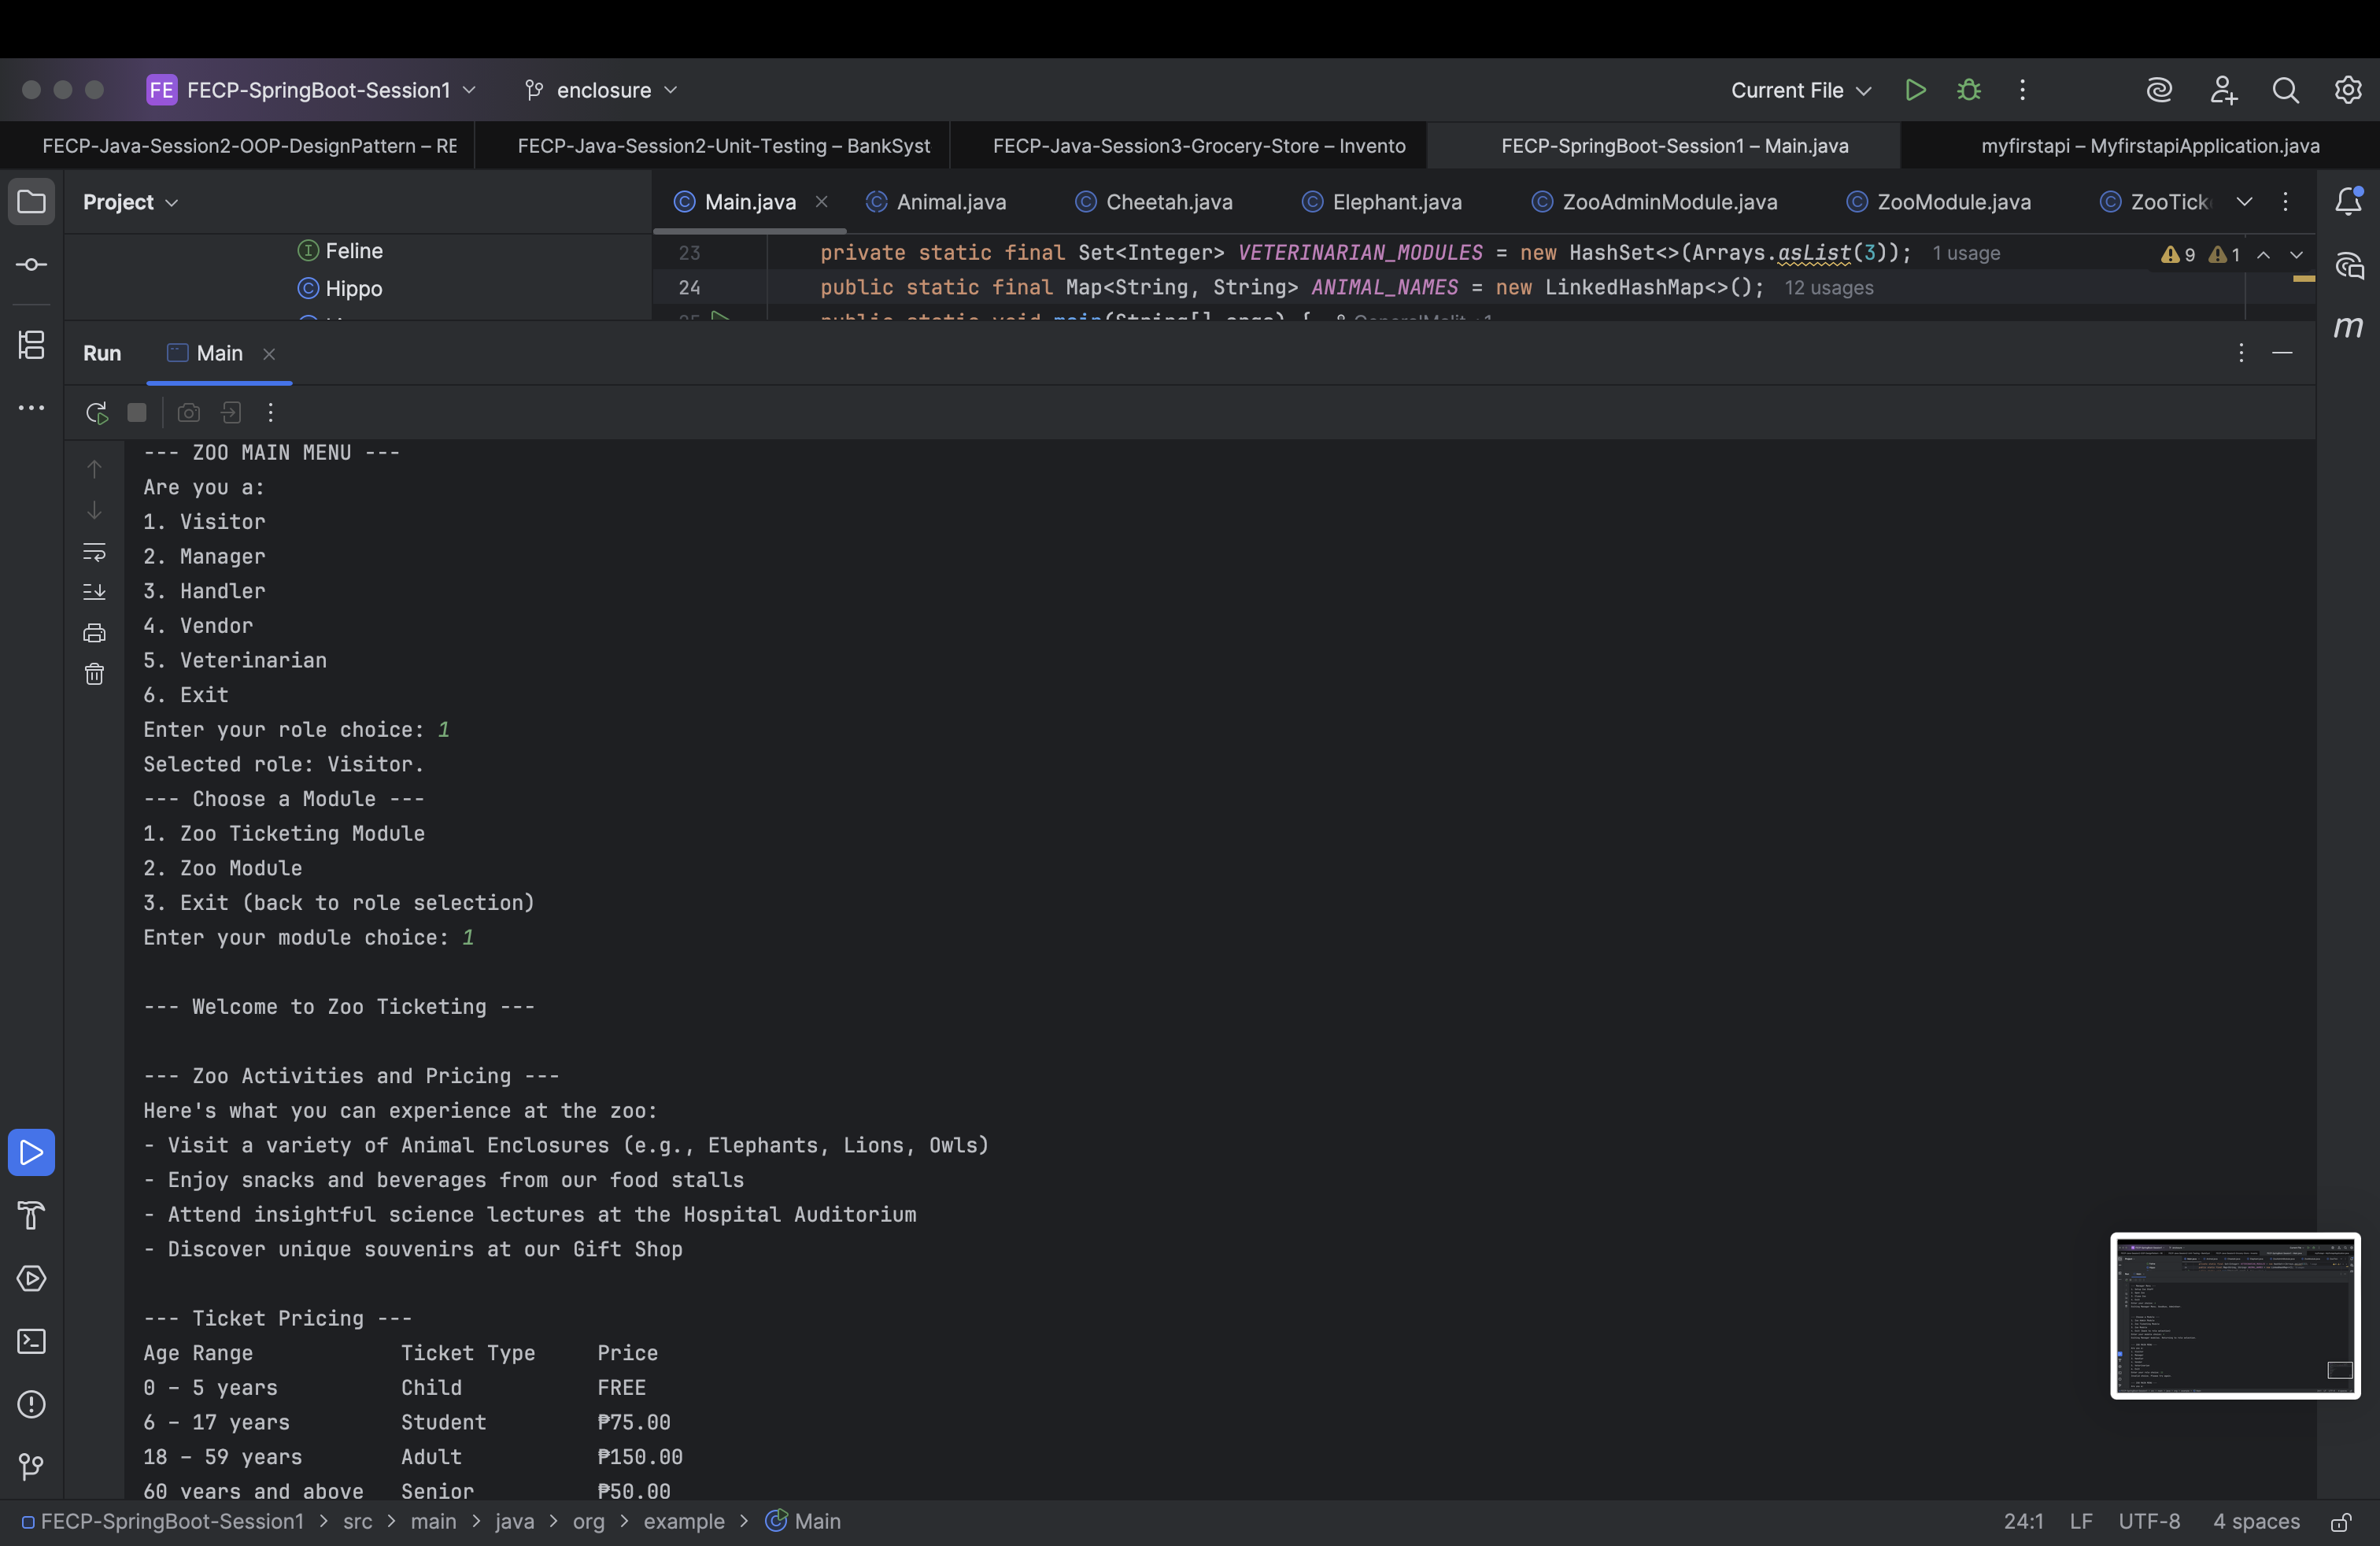 FE FECP-SpringBoot-Session1 enclosure Current File
FECP-Java-Session2-OOP-DesignPattern – RE FECP-Java-Session2-Unit-Testing – BankSyst FECP-Java-Session3-Grocery-Store – Invento FECP-SpringBoot-Session1 – Main.java myfirstapi – MyfirstapiApplication.java
Project Main.java Animal.java Cheetah.java Elephant.java ZooAdminModule.java ZooModule.java ZooTick
Feline
Hippo
23 private static final Set<Integer> VETERINARIAN_MODULES = new HashSet<>(Arrays.asList(3)); 1 usage 9 1
24 public static final Map<String, String> ANIMAL_NAMES = new LinkedHashMap<>(); 12 usages
25 public static void main(String[] args) {
Run Main
--- ZOO MAIN MENU ---
Are you a:
1. Visitor
2. Manager
3. Handler
4. Vendor
5. Veterinarian
6. Exit
Enter your role choice: 1
Selected role: Visitor.
--- Choose a Module ---
1. Zoo Ticketing Module
2. Zoo Module
3. Exit (back to role selection)
Enter your module choice: 1
--- Welcome to Zoo Ticketing ---
--- Zoo Activities and Pricing ---
Here's what you can experience at the zoo:
- Visit a variety of Animal Enclosures (e.g., Elephants, Lions, Owls)
- Enjoy snacks and beverages from our food stalls
- Attend insightful science lectures at the Hospital Auditorium
- Discover unique souvenirs at our Gift Shop
--- Ticket Pricing ---
Age Range Ticket Type Price
0 - 5 years Child FREE
6 - 17 years Student ₱75.00
18 - 59 years Adult ₱150.00
60 years and above Senior ₱50.00
FECP-SpringBoot-Session1 > src > main > java > org > example > Main 24:1 LF UTF-8 4 spaces